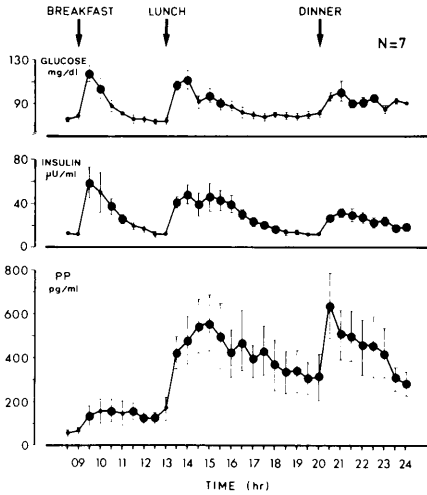 BREAKFAST LUNCH DINNER
N=7
GLUCOSE
mg/dl
130
90
INSULIN
µU/ml
80
40
0
PP
pg/ml
800
600
400
200
0
09 10 11 12 13 14 15 16 17 18 19 20 21 22 23 24
TIME (hr)